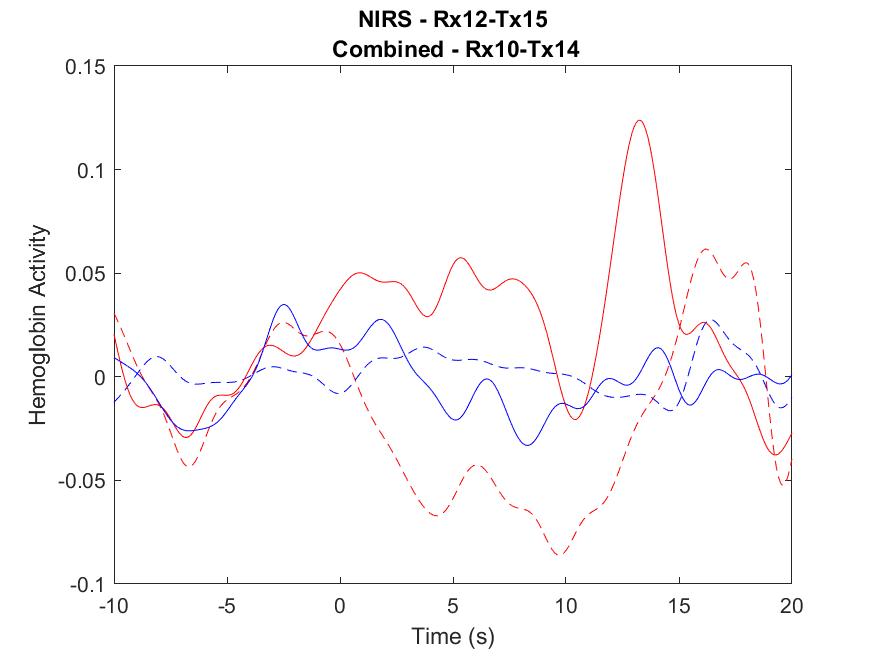 NIRS - Rx12-Tx15
Combined - Rx10-Tx14
0.15
0.1
0.05
0
-0.05
-0.1
Hemoglobin Activity
-10 -5 0 5 10 15 20
Time (s)